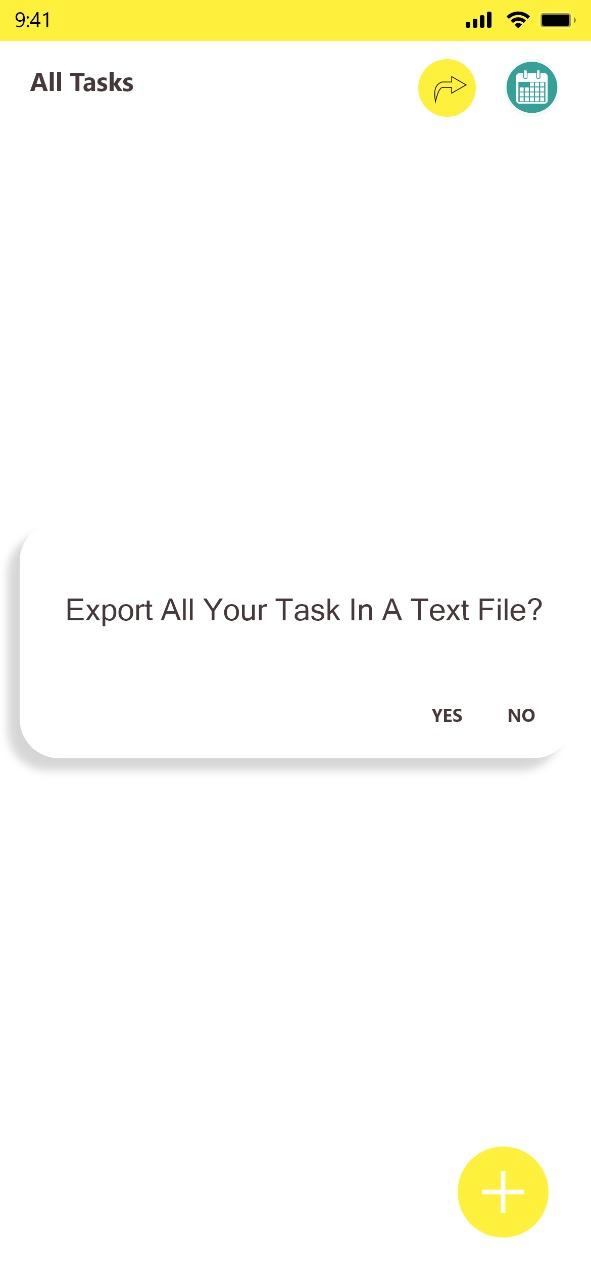 9:41
All Tasks
Export All Your Task In A Text File?
YES NO